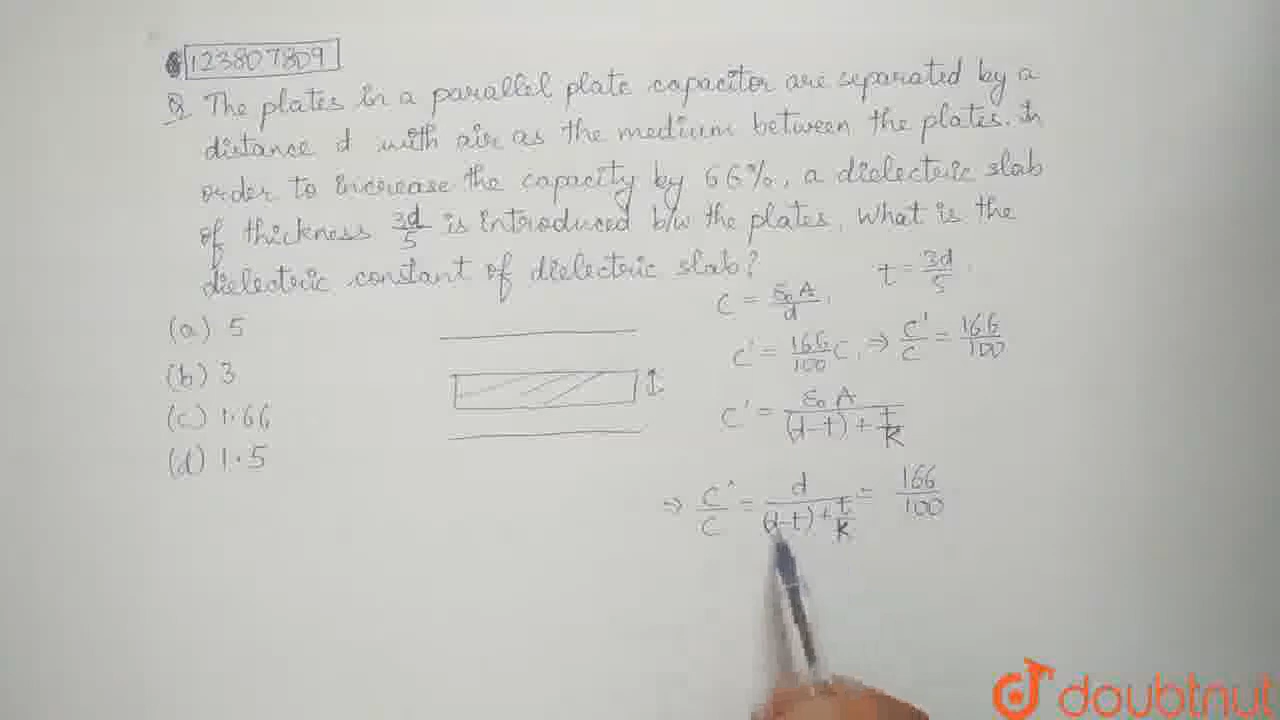 123807809
Q The plates in a parallel plate capacitor are separated by a
distance d with air as the medium between the plates. In
order to increase the capacity by 66%, a dielectric slab
of thickness 3d/5 is introduced b/w the plates. What is the
dielectric constant of dielectric slab?
(a) 5
(b) 3
(c) 1.66
(d) 1.5
t = 3d/5
C = ε₀A/d
C' = 166/100 C, ⇒ C'/C = 166/100
C' = ε₀A/((d-t) + t/K)
⇒ C'/C = d/((d-t) + t/K) = 166/100
doubtnut